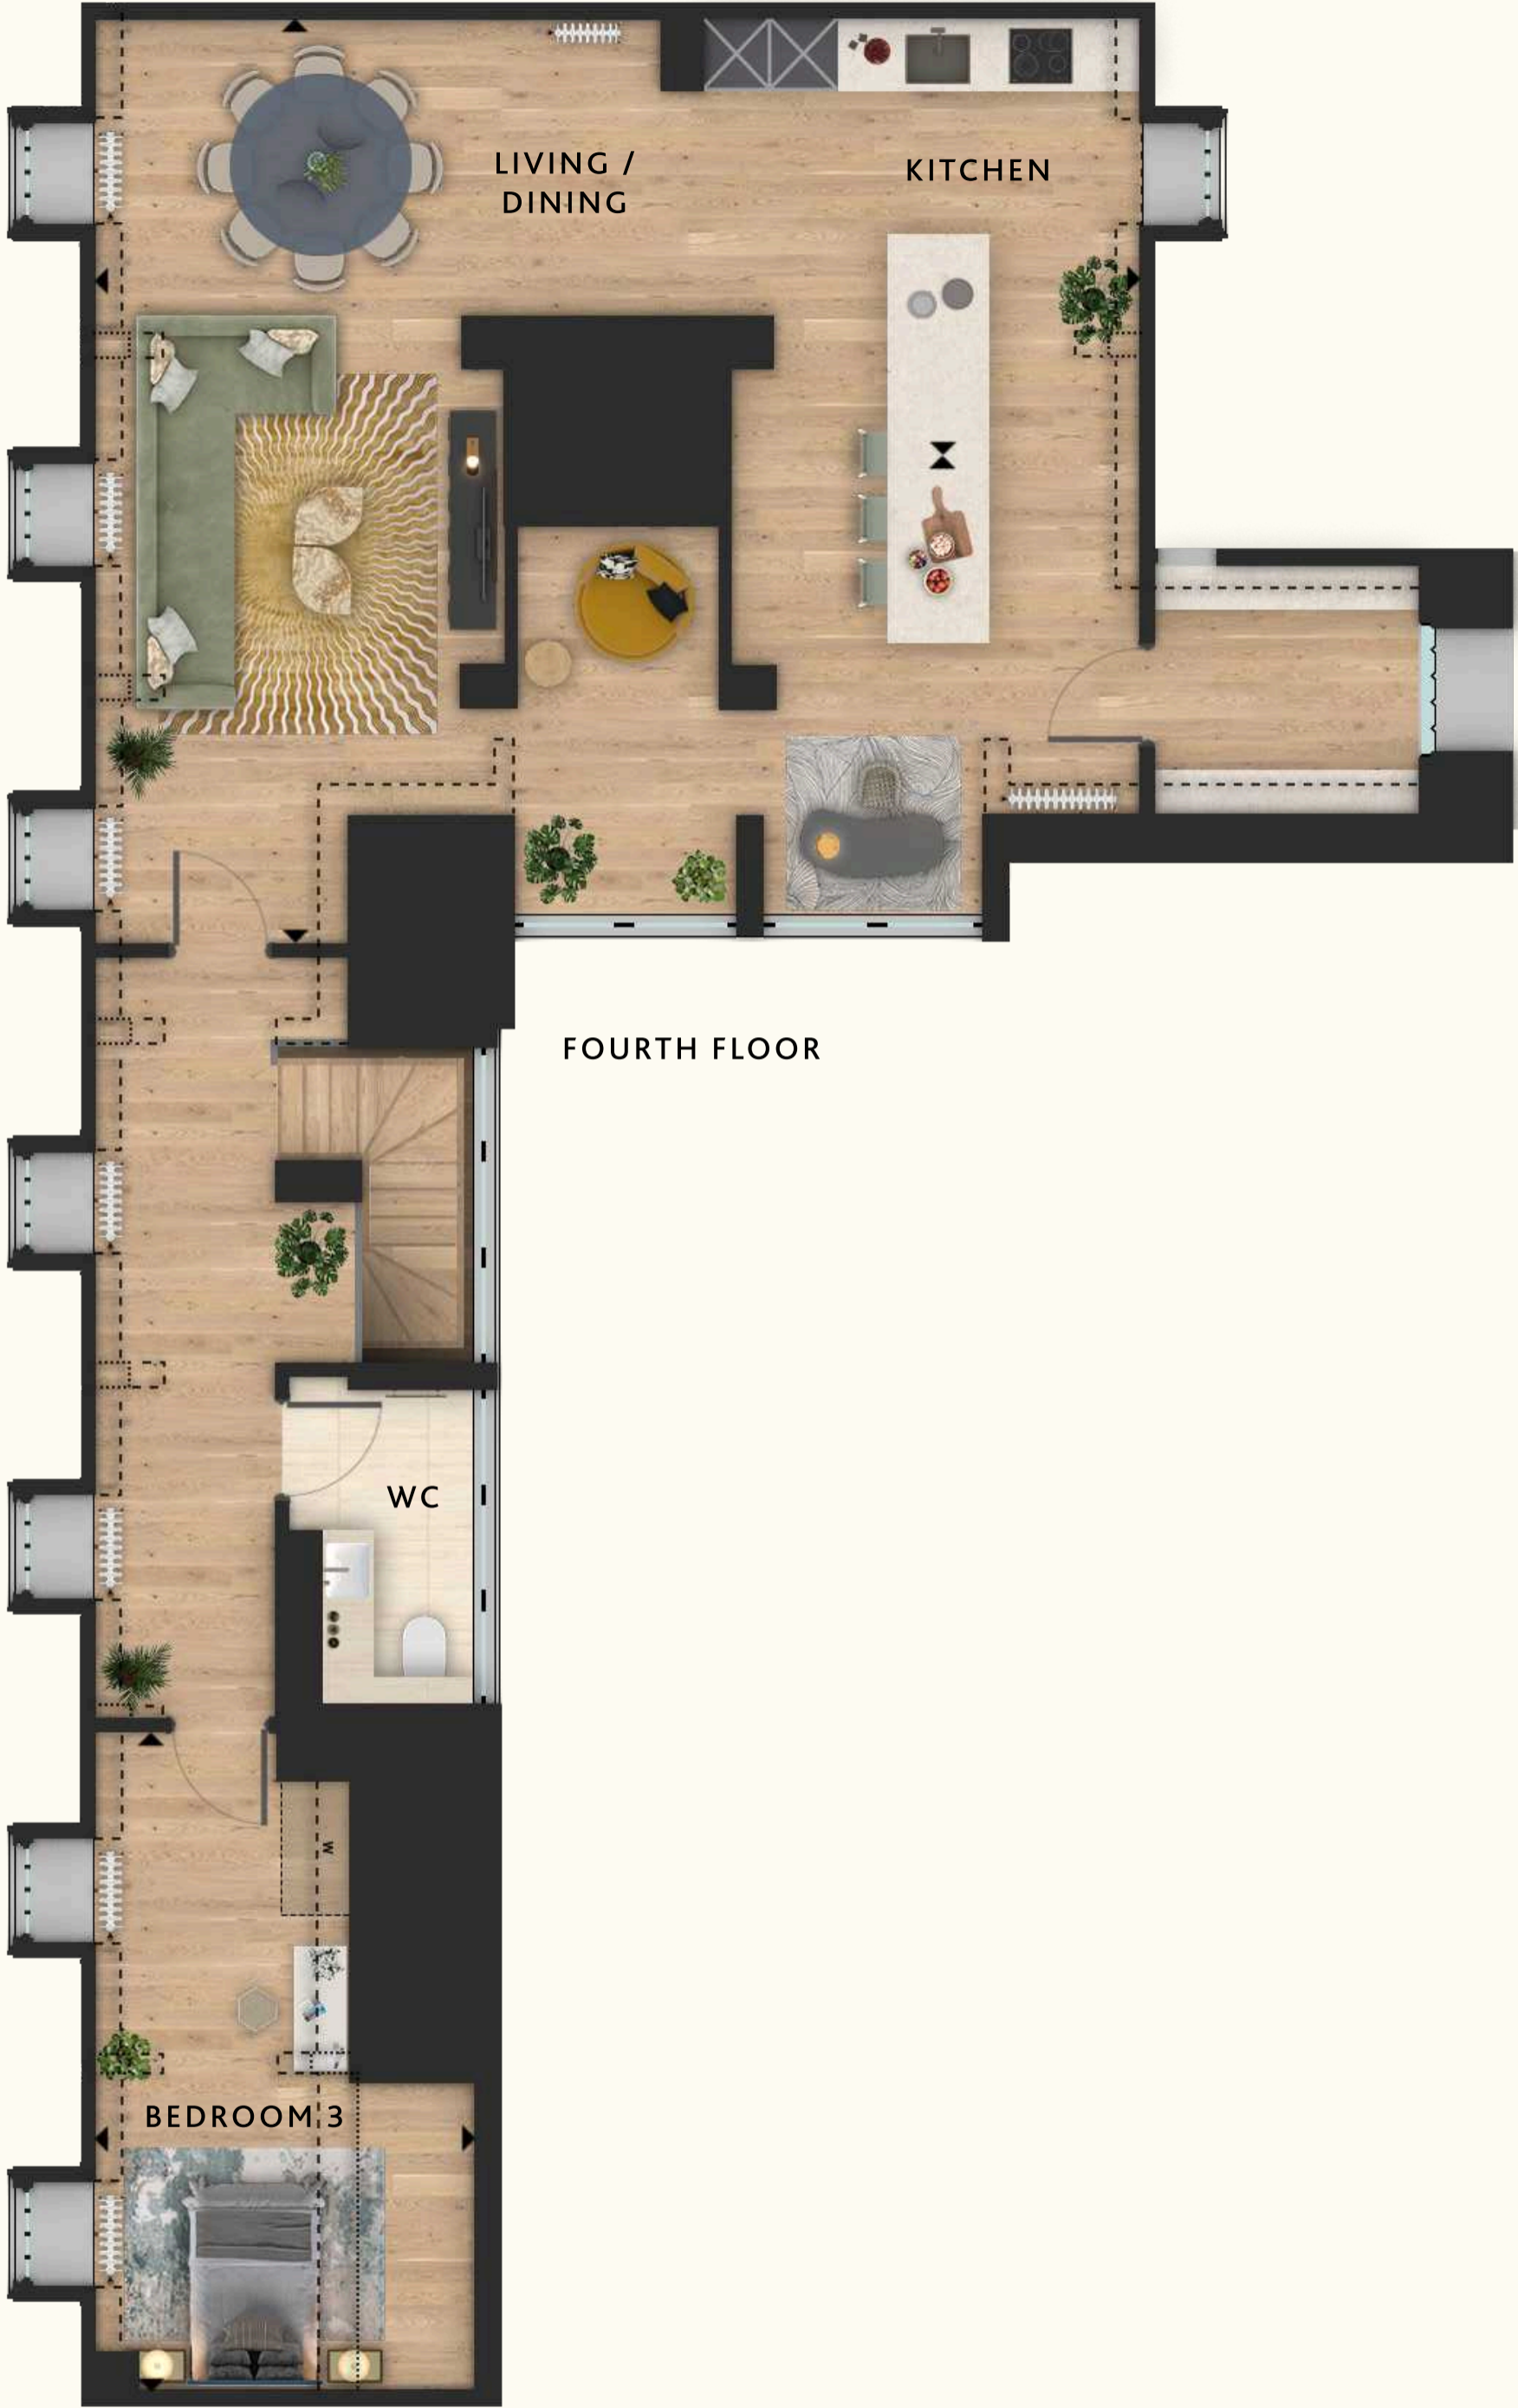 LIVING /
DINING
KITCHEN
FOURTH FLOOR
WC
W
BEDROOM 3